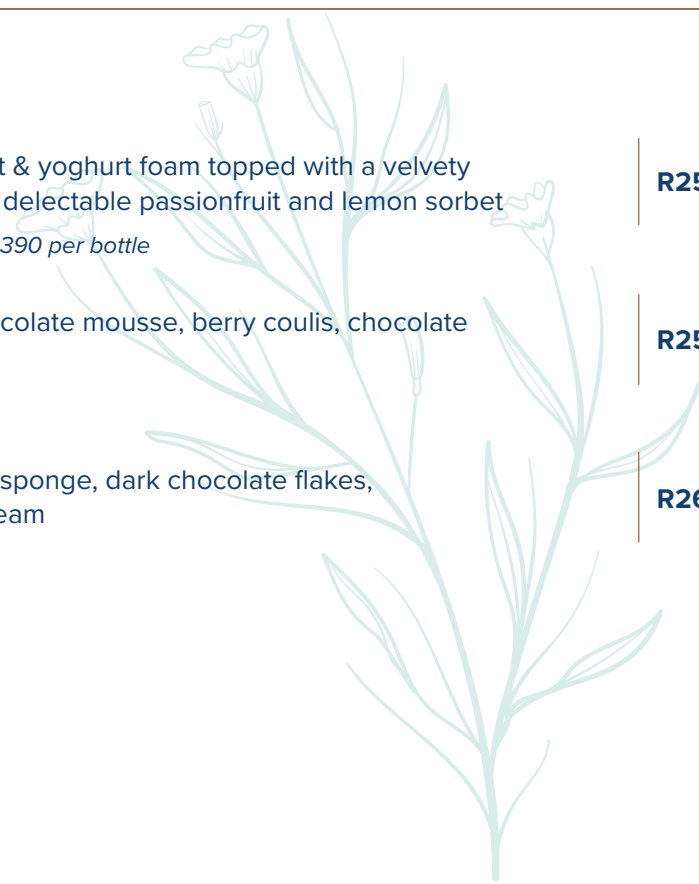 & yoghurt foam topped with a velvety
delectable passionfruit and lemon sorbet
R25
390 per bottle
colate mousse, berry coulis, chocolate
R25
sponge, dark chocolate flakes,
R26
eam